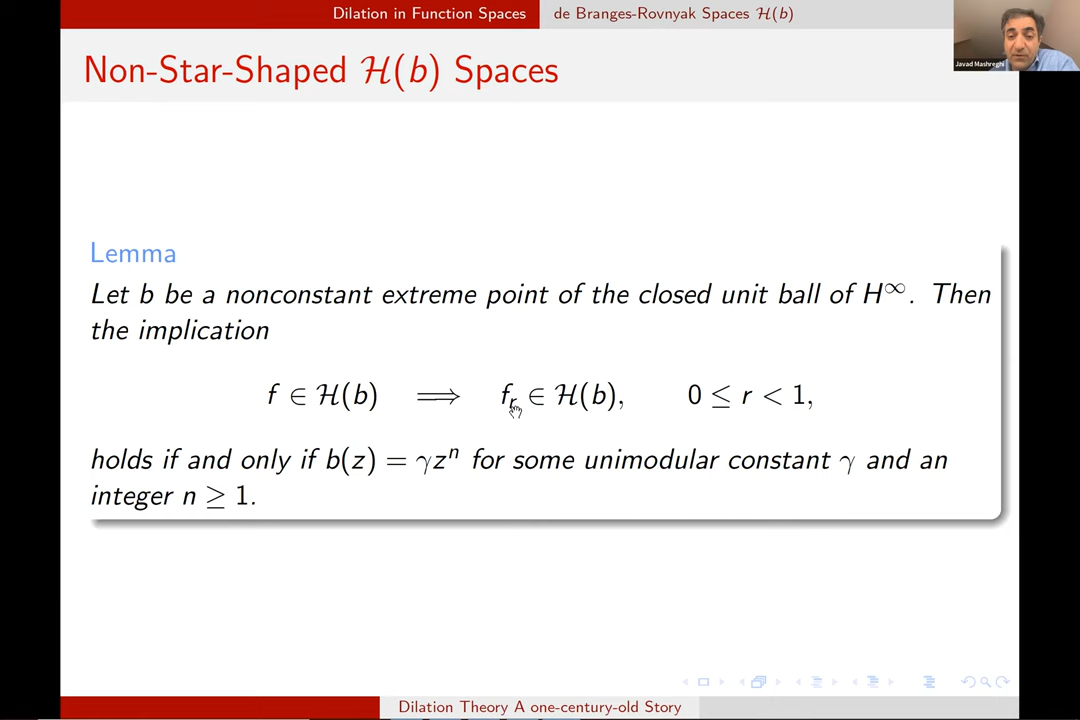 Dilation in Function Spaces de Branges-Rovnyak Spaces ℋ(b)
Javad Mashreghi
Non-Star-Shaped ℋ(b) Spaces
Lemma
Let b be a nonconstant extreme point of the closed unit ball of H^∞. Then
the implication
f ∈ ℋ(b) ⟹ f_r ∈ ℋ(b), 0 ≤ r < 1,
holds if and only if b(z) = γz^n for some unimodular constant γ and an
integer n ≥ 1.
Dilation Theory A one-century-old Story